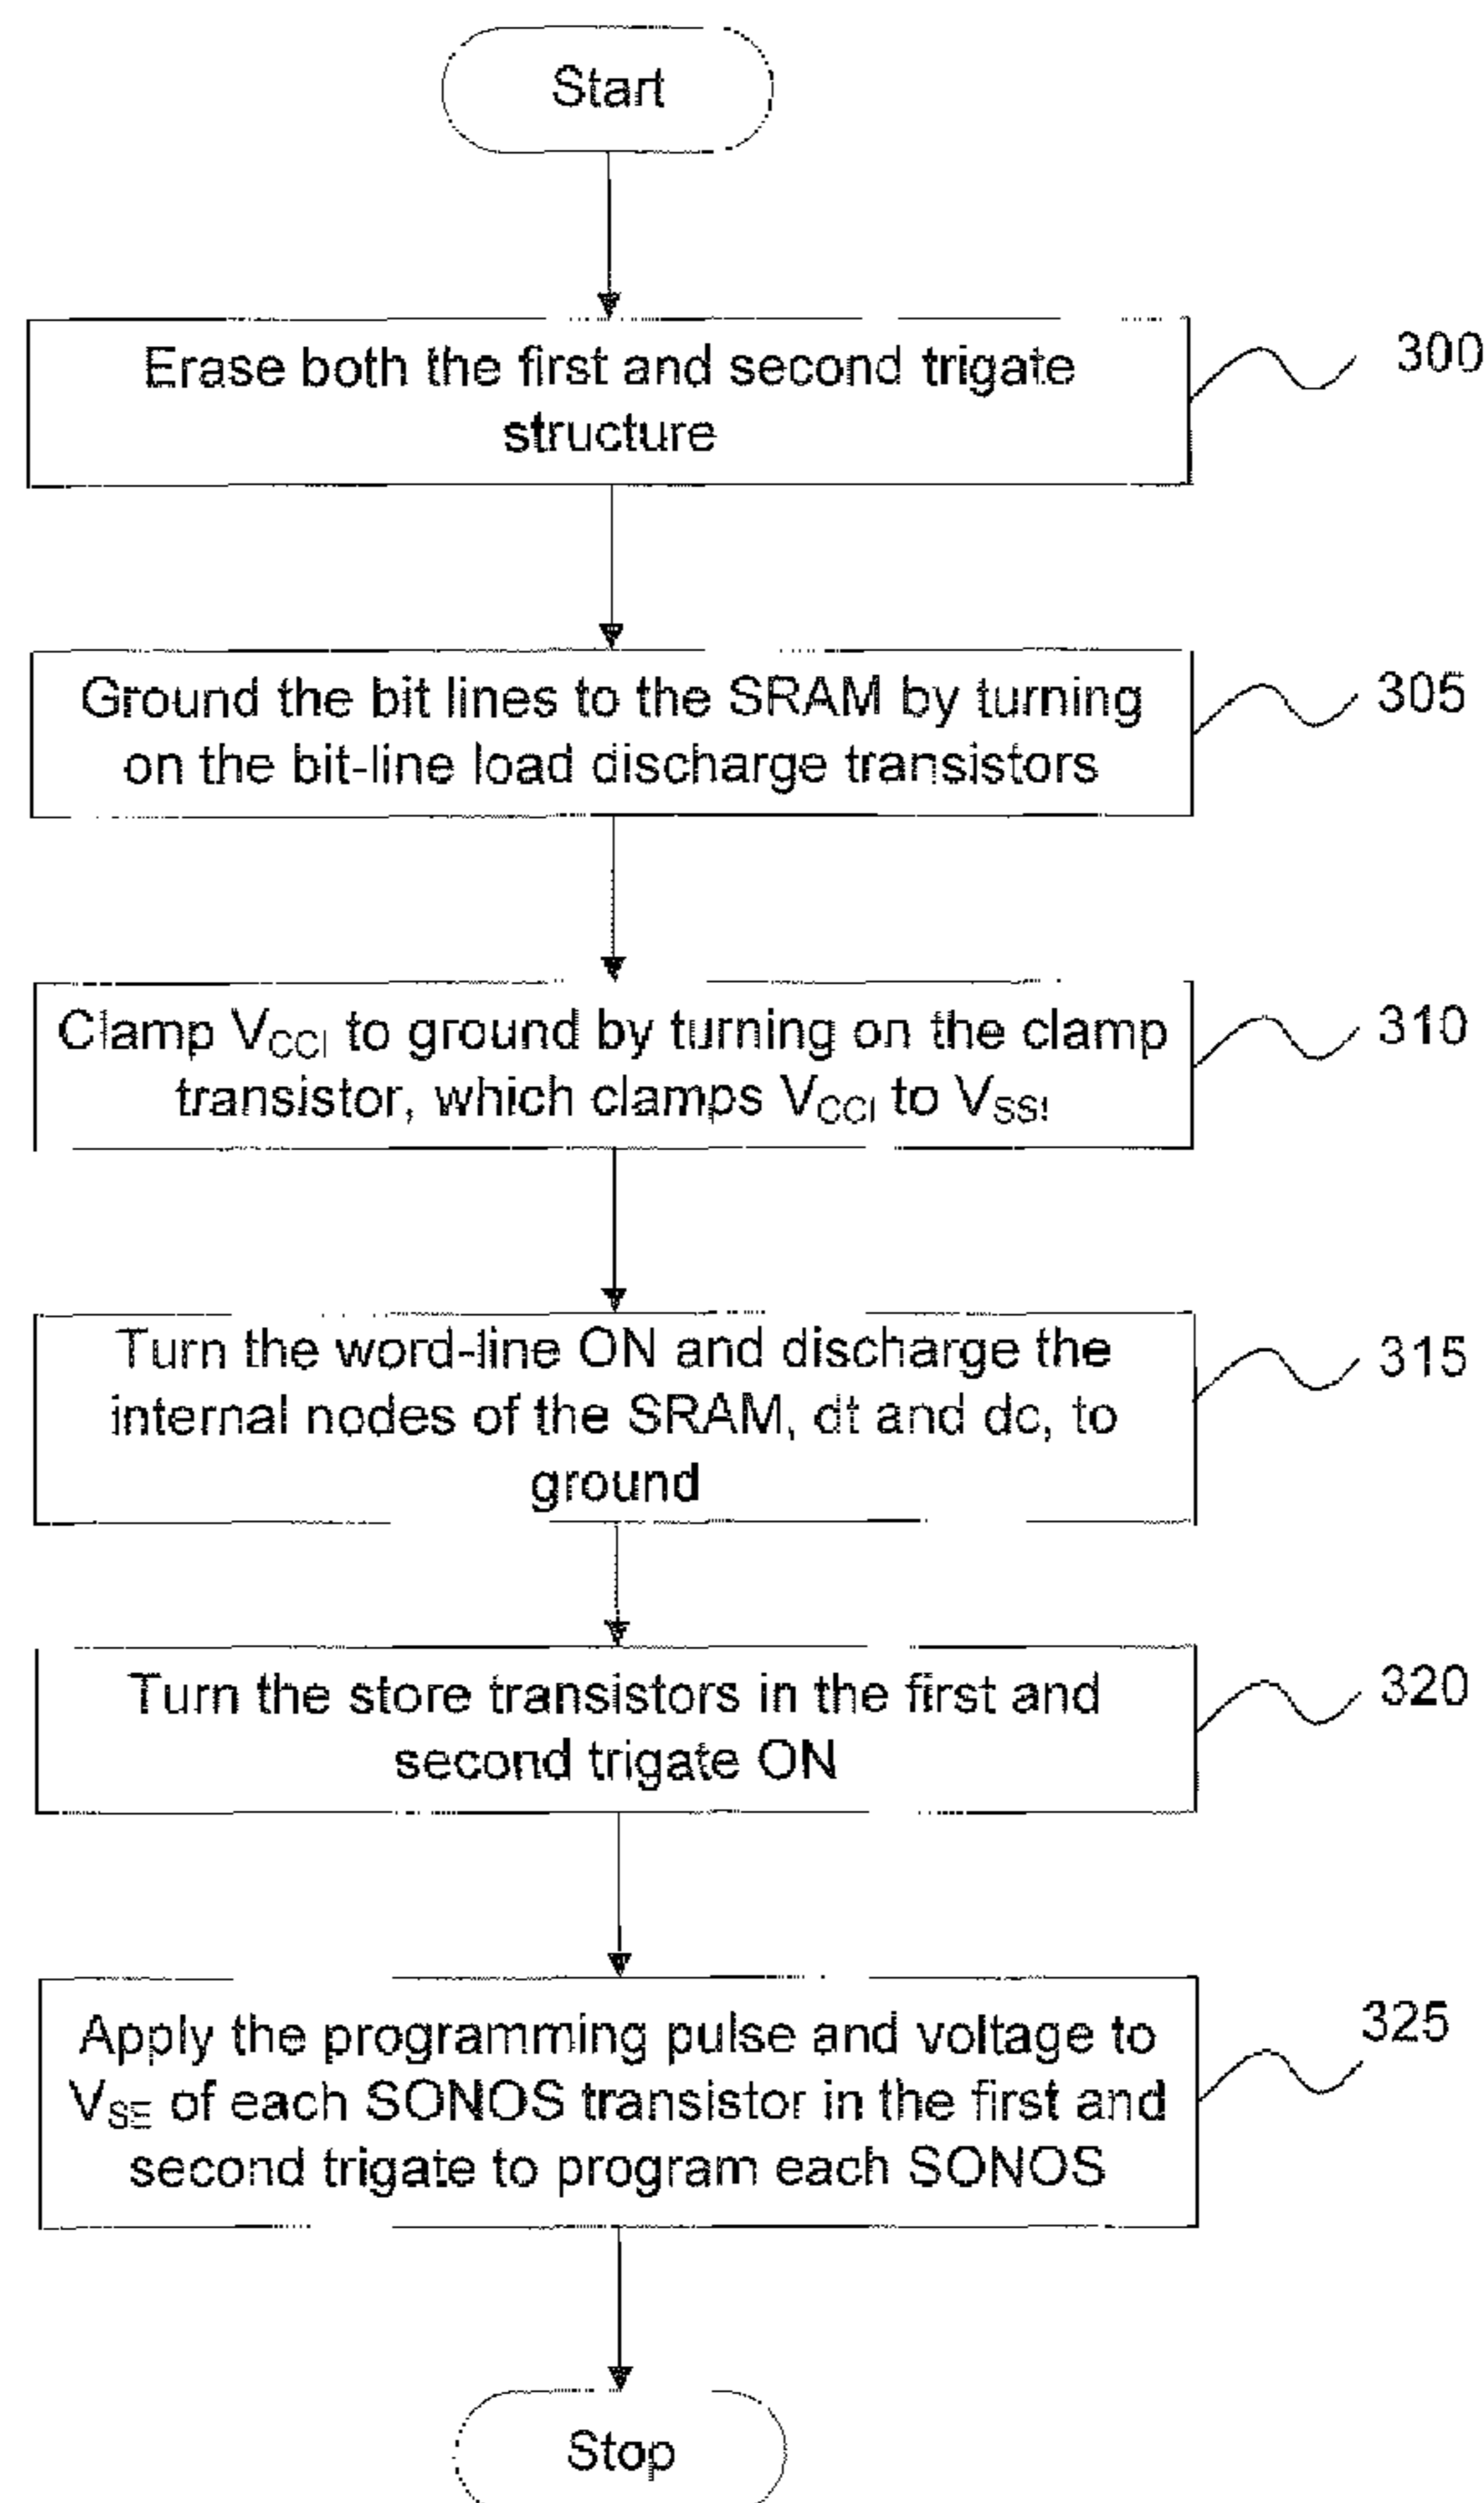 Start
Erase both the first and second trigate
structure
300
Ground the bit lines to the SRAM by turning
on the bit-line load discharge transistors
305
Clamp VCCI to ground by turning on the clamp
transistor, which clamps VCCI to VSSI
310
Turn the word-line ON and discharge the
internal nodes of the SRAM, dt and dc, to
ground
315
Turn the store transistors in the first and
second trigate ON
320
Apply the programming pulse and voltage to
VSE of each SONOS transistor in the first and
second trigate to program each SONOS
325
Stop